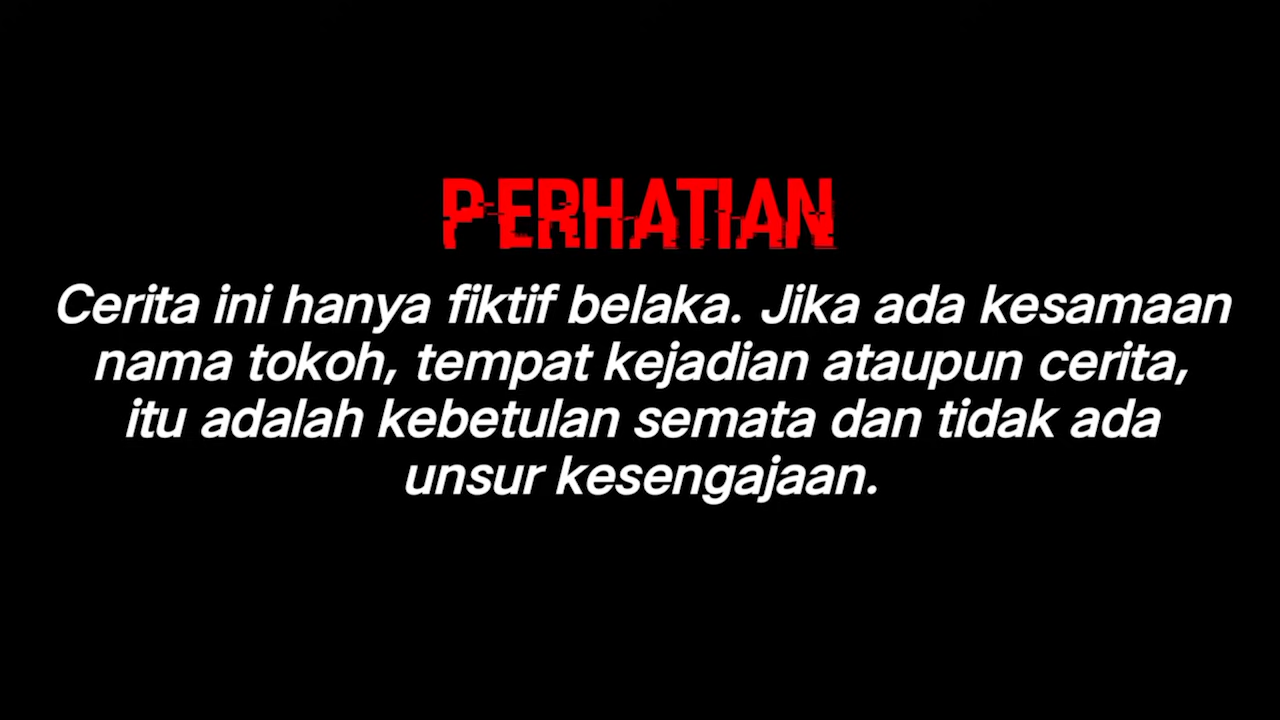 PERHATIAN
Cerita ini hanya fiktif belaka. Jika ada kesamaan
nama tokoh, tempat kejadian ataupun cerita,
itu adalah kebetulan semata dan tidak ada
unsur kesengajaan.